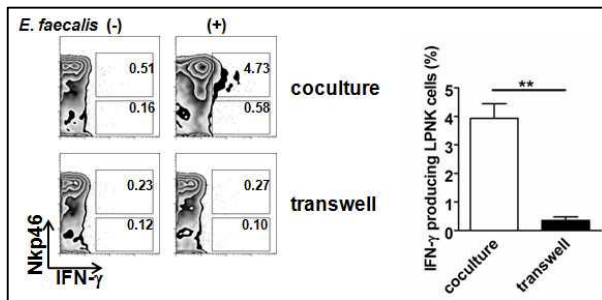 E. faecalis (-) (+)
0.51
0.16
4.73
0.58
coculture
0.23
0.12
0.27
0.10
transwell
Nkp46
IFN-γ
IFN-γ producing LPNK cells (%)
5
4
3
2
1
0
**
coculture
transwell